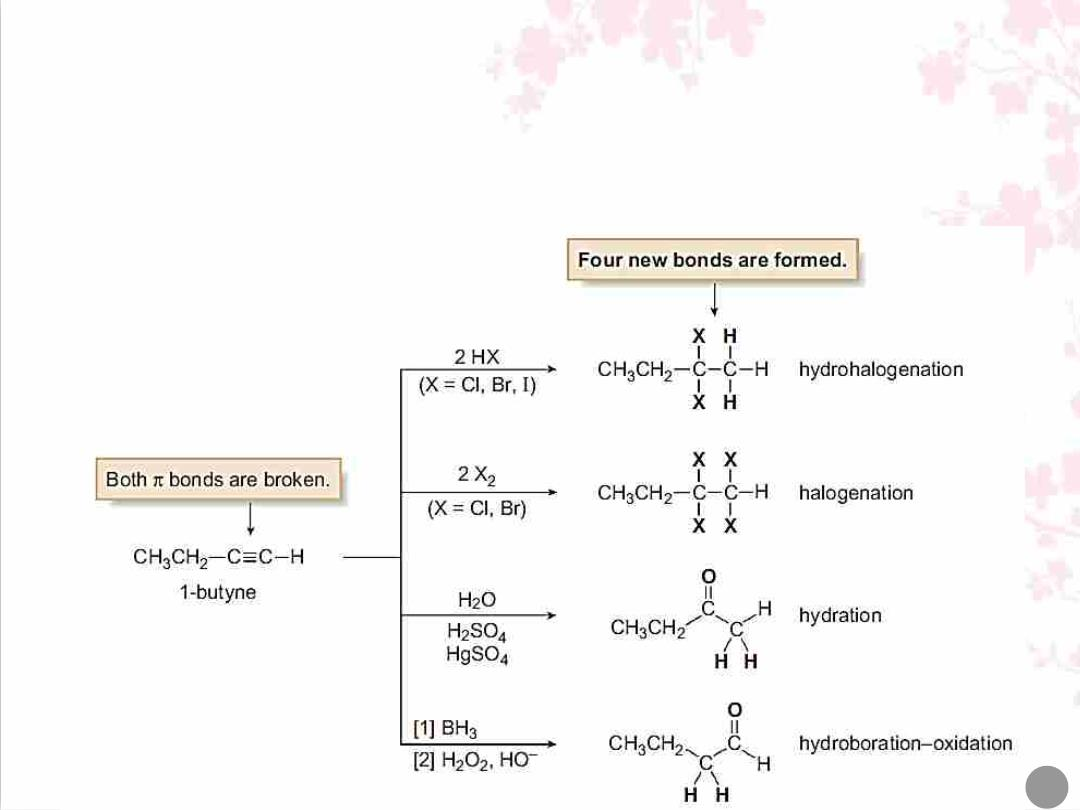 Four new bonds are formed.
X H
2 HX
CH₃CH₂—C—C—H hydrohalogenation
(X = Cl, Br, I)
X H
Both π bonds are broken.
X X
2 X₂
CH₃CH₂—C—C—H halogenation
(X = Cl, Br)
X X
CH₃CH₂—C≡C—H
1-butyne
O
H₂O
C H
CH₃CH₂ C hydration
H₂SO₄
HgSO₄
H H
O
[1] BH₃
CH₃CH₂ C hydroboration–oxidation
[2] H₂O₂, HO⁻
C H
H H